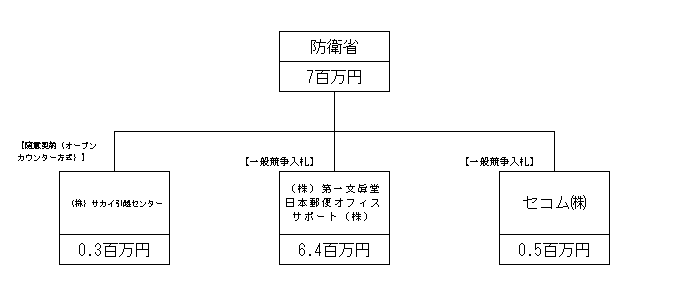 防衛省
7百万円
【随意契約（オープン
カウンター方式）】
【一般競争入札】
【一般競争入札】
（株）サカイ引越センター
（株）第一文眞堂
日本郵便オフィス
サポート（株）
セコム㈱
0.3百万円
6.4百万円
0.5百万円